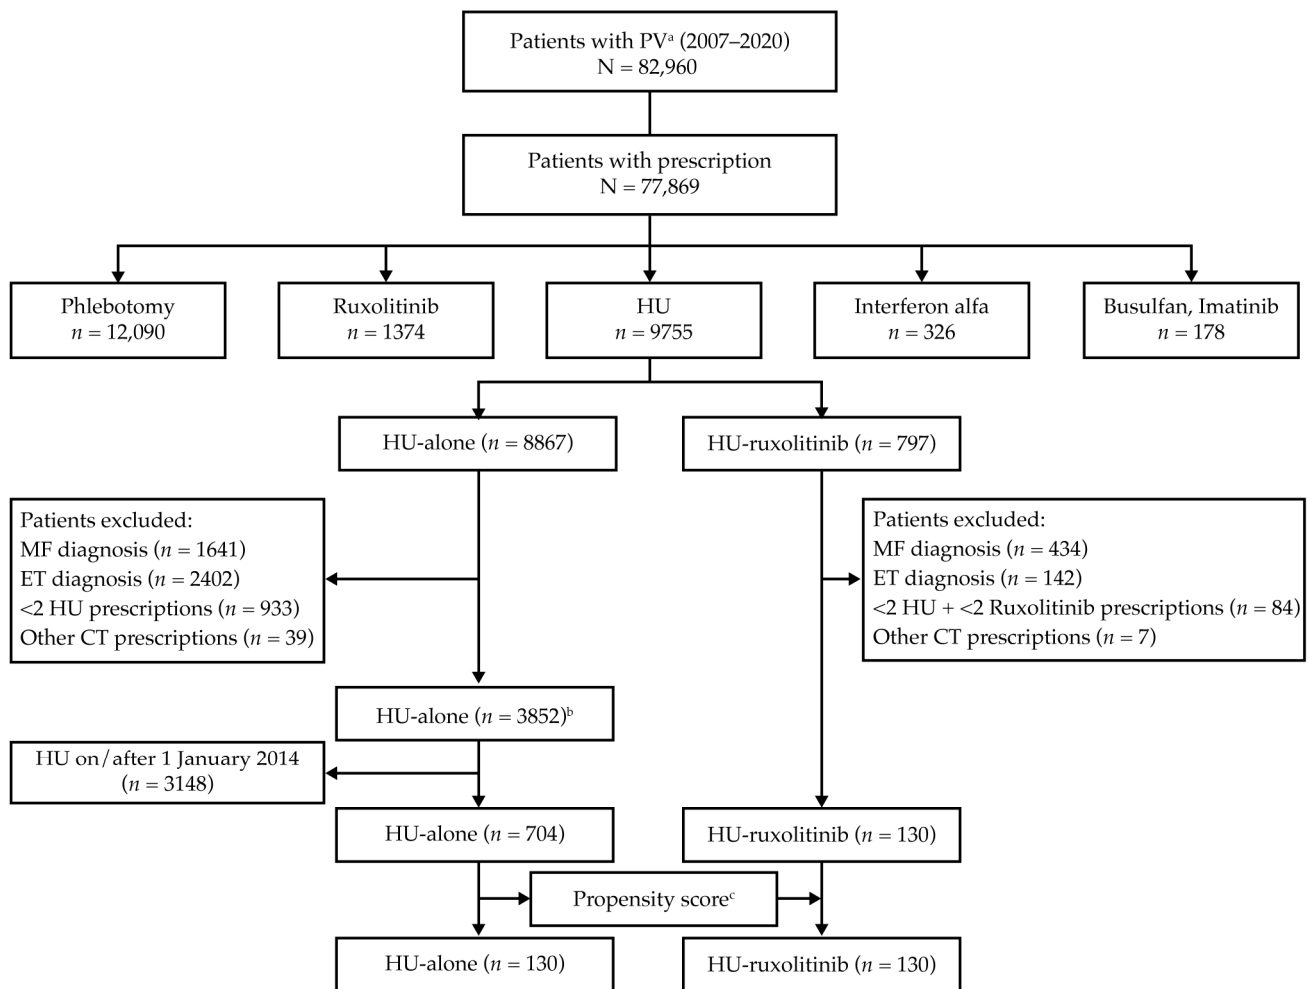 Patients with PVᵃ (2007–2020)
N = 82,960
Patients with prescription
N = 77,869
Phlebotomy
n = 12,090
Ruxolitinib
n = 1374
HU
n = 9755
Interferon alfa
n = 326
Busulfan, Imatinib
n = 178
HU-alone (n = 8867)
HU-ruxolitinib (n = 797)
Patients excluded:
MF diagnosis (n = 1641)
ET diagnosis (n = 2402)
<2 HU prescriptions (n = 933)
Other CT prescriptions (n = 39)
Patients excluded:
MF diagnosis (n = 434)
ET diagnosis (n = 142)
<2 HU + <2 Ruxolitinib prescriptions (n = 84)
Other CT prescriptions (n = 7)
HU-alone (n = 3852)ᵇ
HU on/after 1 January 2014
(n = 3148)
HU-alone (n = 704)
HU-ruxolitinib (n = 130)
Propensity scoreᶜ
HU-alone (n = 130)
HU-ruxolitinib (n = 130)